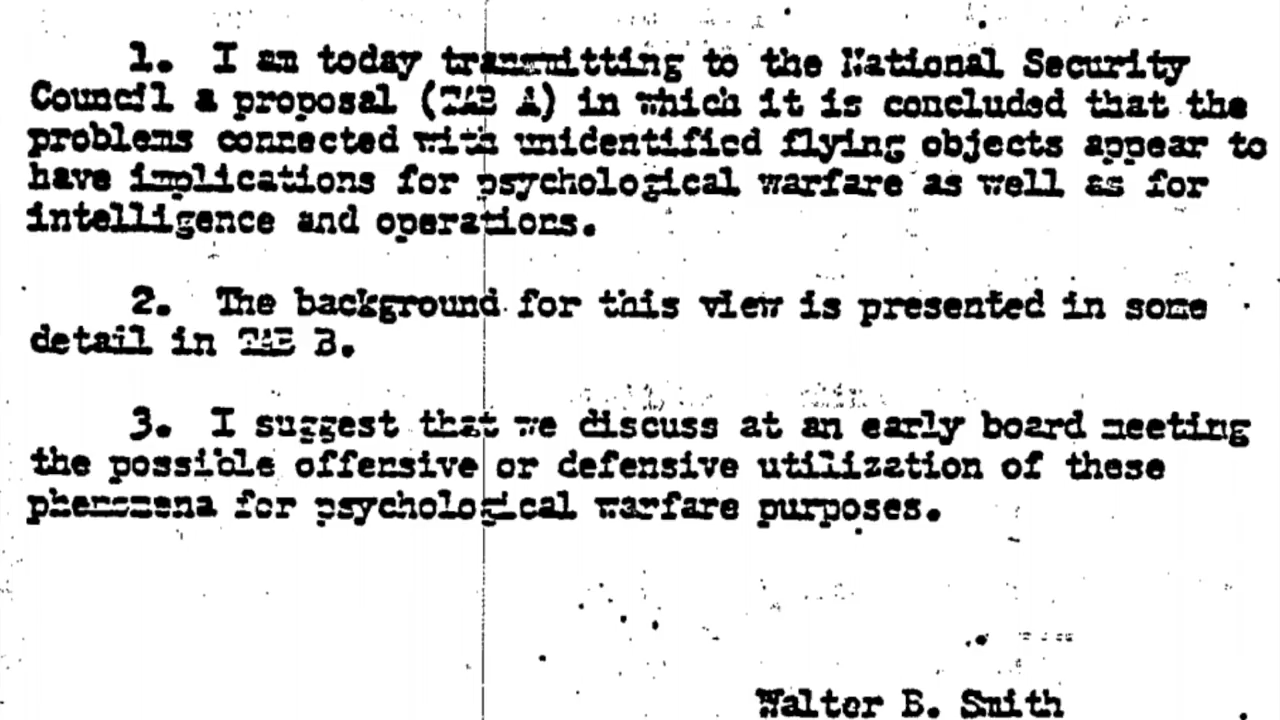 1. I am today transmitting to the National Security
Council a proposal (TAB A) in which it is concluded that the
problems connected with unidentified flying objects appear to
have implications for psychological warfare as well as for
intelligence and operations.
2. The background for this view is presented in some
detail in TAB B.
3. I suggest that we discuss at an early board meeting
the possible offensive or defensive utilization of these
phenomena for psychological warfare purposes.
Walter B. Smith